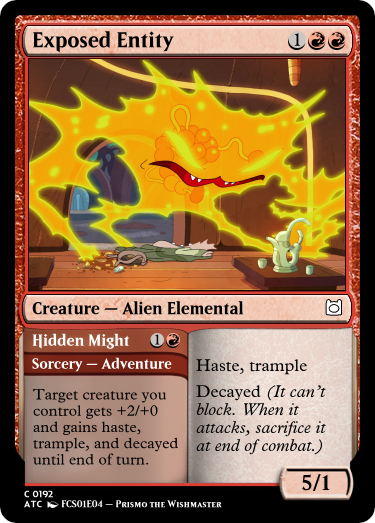 Exposed Entity 1
Creature — Alien Elemental
Hidden Might 1
Sorcery — Adventure
Target creature you
control gets +2/+0
and gains haste,
trample, and decayed
until end of turn.
Haste, trample
Decayed (It can't
block. When it
attacks, sacrifice it
at end of combat.)
5/1
C 0192
ATC FCS01E04 — Prismo the Wishmaster